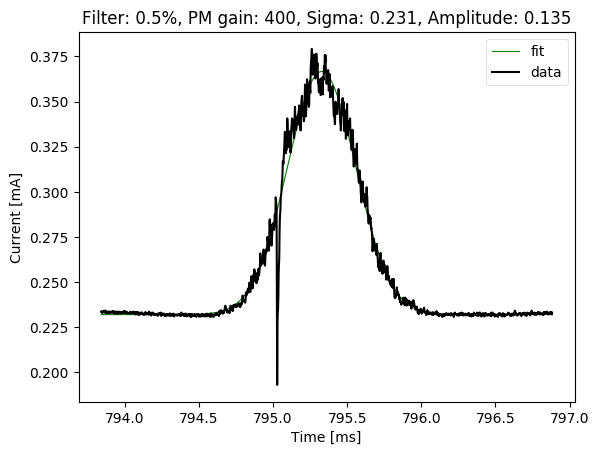 Filter: 0.5%, PM gain: 400, Sigma: 0.231, Amplitude: 0.135
fit
data
0.375
0.350
0.325
0.300
0.275
0.250
0.225
0.200
Current [mA]
794.0 794.5 795.0 795.5 796.0 796.5 797.0
Time [ms]